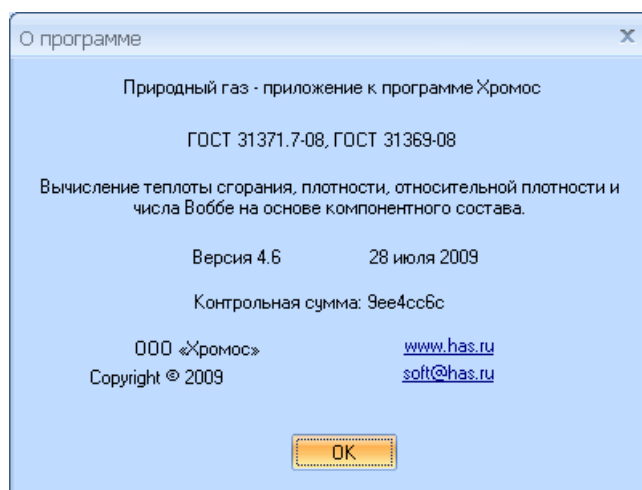 О программе
Природный газ - приложение к программе Хромос
ГОСТ 31371.7-08, ГОСТ 31369-08
Вычисление теплоты сгорания, плотности, относительной плотности и
числа Воббе на основе компонентного состава.
Версия 4.6 28 июля 2009
Контрольная сумма: 9ee4cc6c
ООО «Хромос» www.has.ru
Copyright © 2009 soft@has.ru
OK